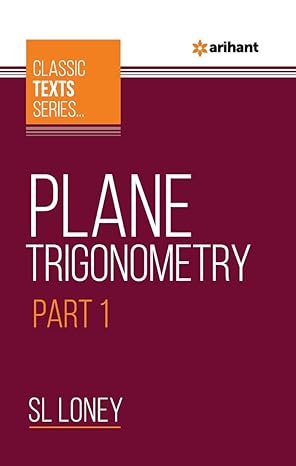 arihant
CLASSIC
TEXTS
SERIES...
PLANE
TRIGONOMETRY
PART 1
SL LONEY